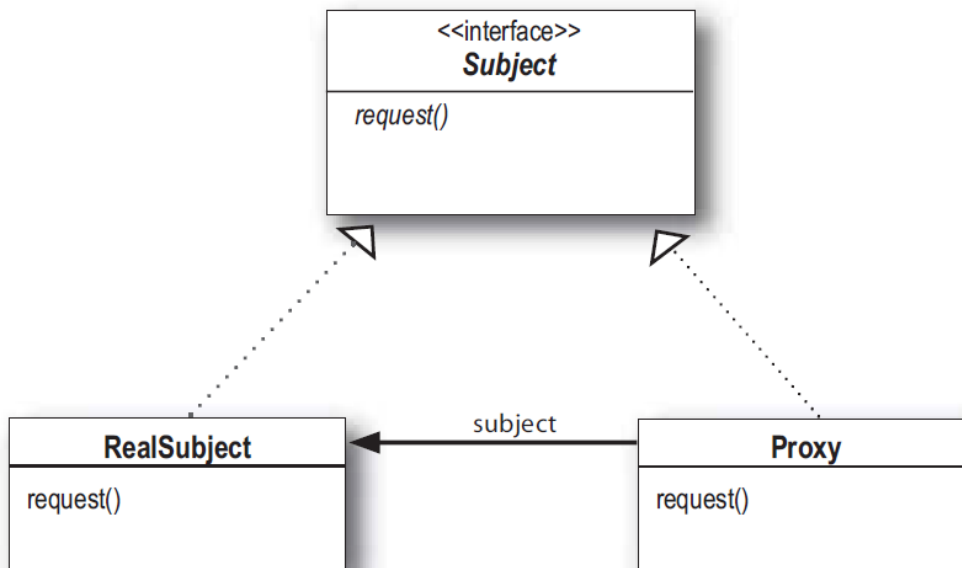 <<interface>>
Subject
request()
subject
RealSubject
Proxy
request()
request()